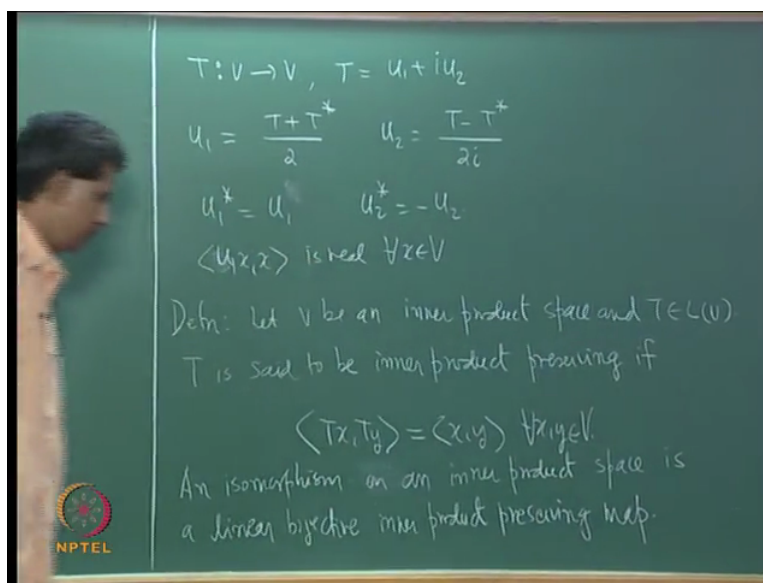 T : V → V, T = U₁ + iU₂
U₁ = (T + T*)/2 U₂ = (T - T*)/2i
U₁* = U₁ U₂* = -U₂.
⟨U₁x, x⟩ is real ∀x∈V
Defn: Let V be an inner product space and T∈L(V).
T is said to be inner product preserving if
⟨Tx, Ty⟩ = ⟨x, y⟩ ∀x, y∈V.
An isomorphism on an inner product space is
a linear bijective inner product preserving map.
NPTEL